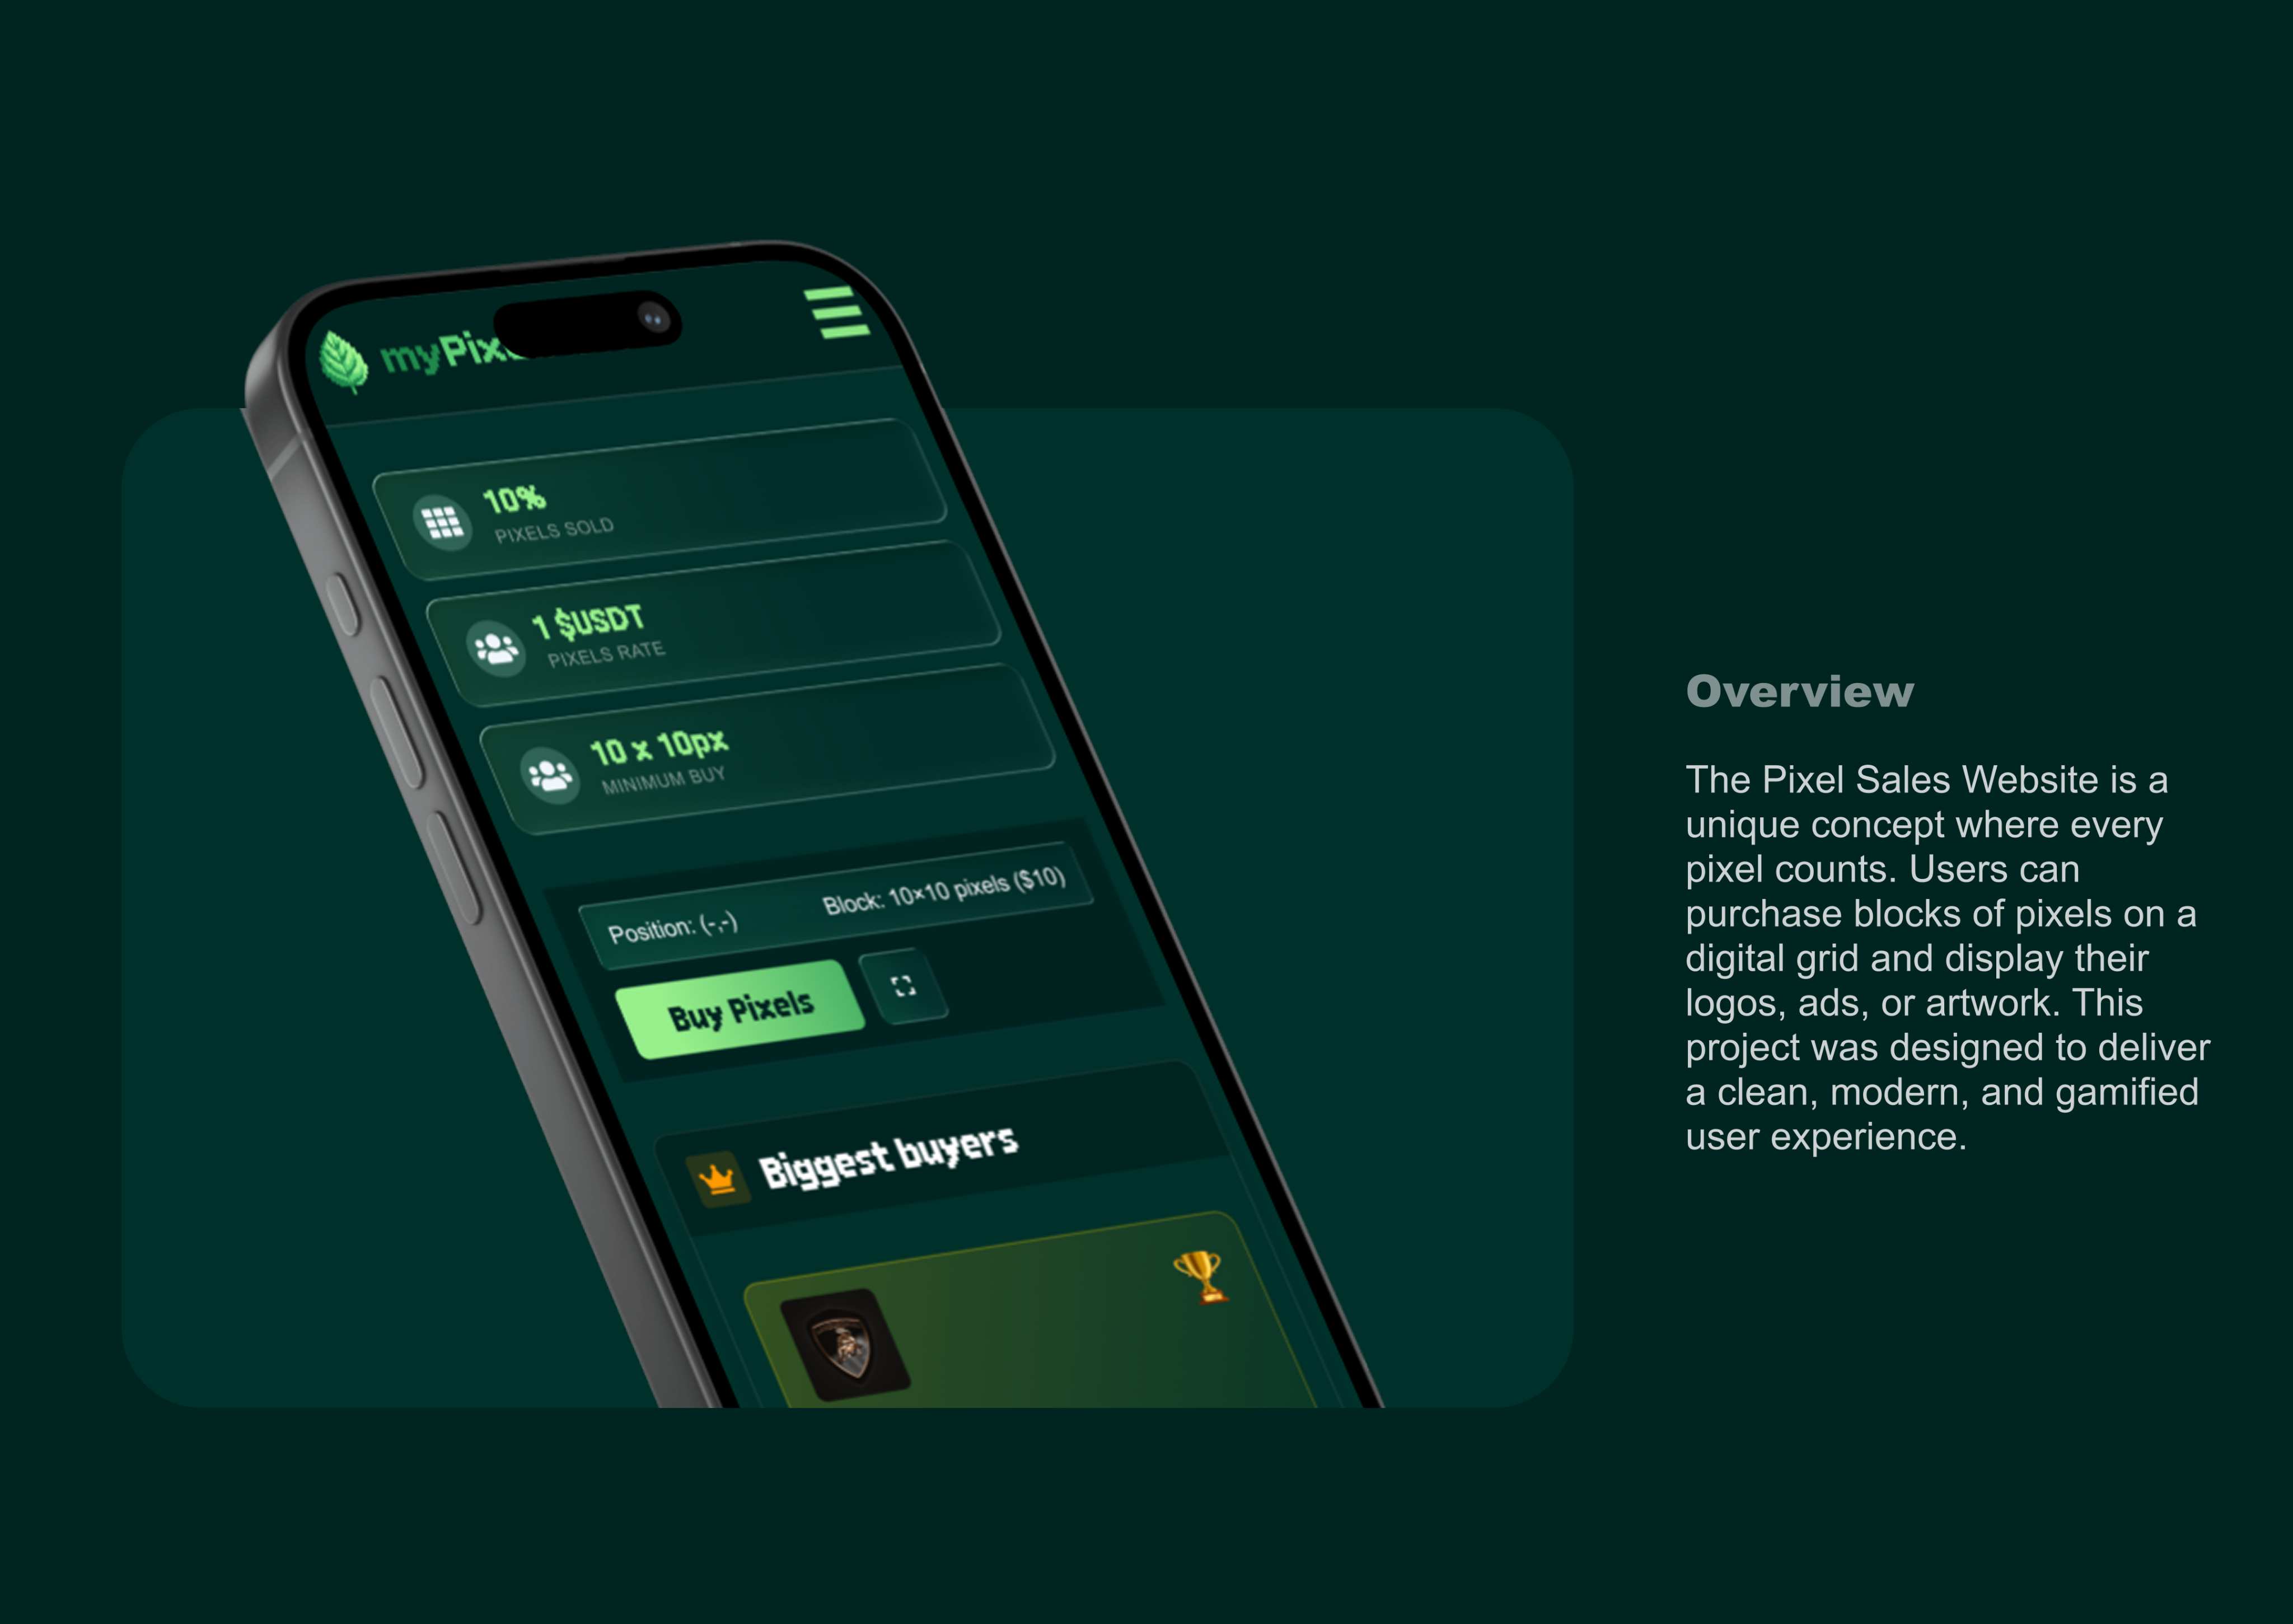 myPix
10%
PIXELS SOLD
1 $USDT
PIXELS RATE
10 x 10px
MINIMUM BUY
Position: (-,-) Block: 10×10 pixels ($10)
Buy Pixels
Biggest buyers
Overview
The Pixel Sales Website is a
unique concept where every
pixel counts. Users can
purchase blocks of pixels on a
digital grid and display their
logos, ads, or artwork. This
project was designed to deliver
a clean, modern, and gamified
user experience.